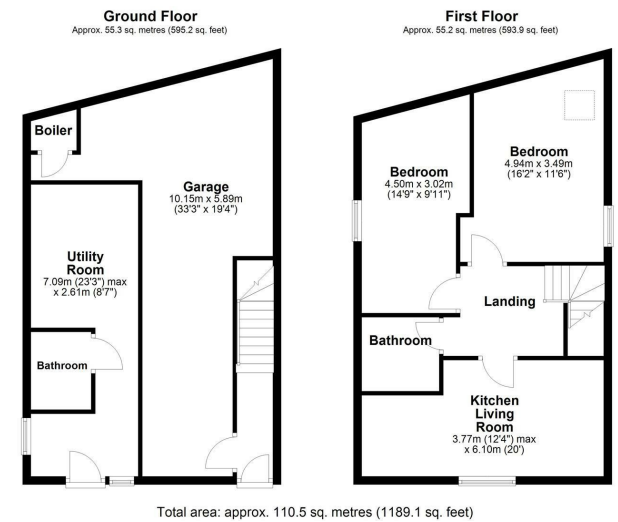 Ground Floor
Approx. 55.3 sq. metres (595.2 sq. feet)
Boiler
Garage
10.15m x 5.89m
(33'3" x 19'4")
Utility
Room
7.09m (23'3") max
x 2.61m (8'7")
Bathroom
First Floor
Approx. 55.2 sq. metres (593.9 sq. feet)
Bedroom
4.94m x 3.49m
(16'2" x 11'6")
Bedroom
4.50m x 3.02m
(14'9" x 9'11")
Landing
Bathroom
Kitchen
Living
Room
3.77m (12'4") max
x 6.10m (20')
Total area: approx. 110.5 sq. metres (1189.1 sq. feet)